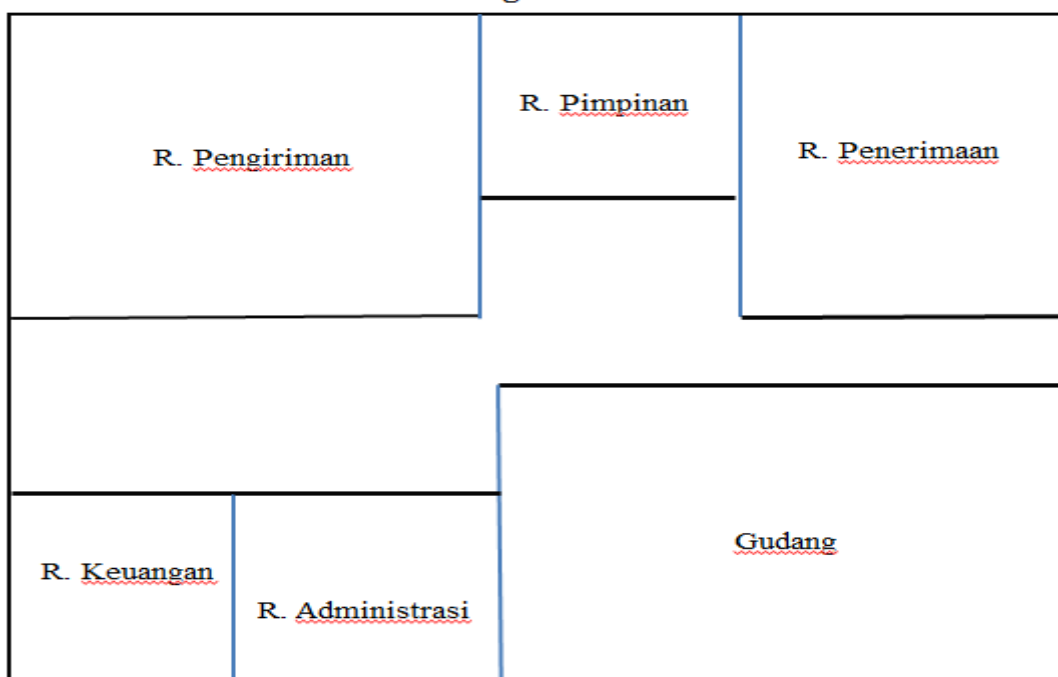 R. Pimpinan
R. Pengiriman
R. Penerimaan
Gudang
R. Keuangan
R. Administrasi